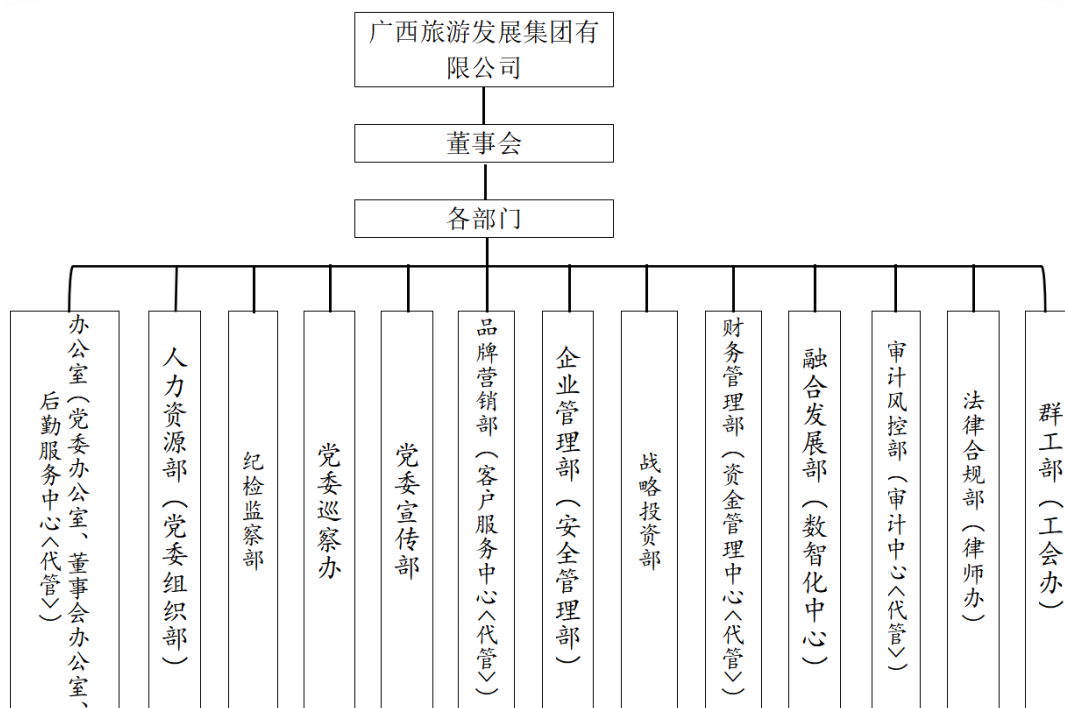 广西旅游发展集团有
限公司
董事会
各部门
办公室（党委办公室、董事会办公室、
后勤服务中心<代管>）
人力资源部（党委组织部）
纪检监察部
党委巡察办
党委宣传部
品牌营销部（客户服务中心<代管>）
企业管理部（安全管理部）
战略投资部
财务管理部（资金管理中心<代管>）
融合发展部（数智化中心）
审计风控部（审计中心<代管>）
法律合规部（律师办）
群工部（工会办）